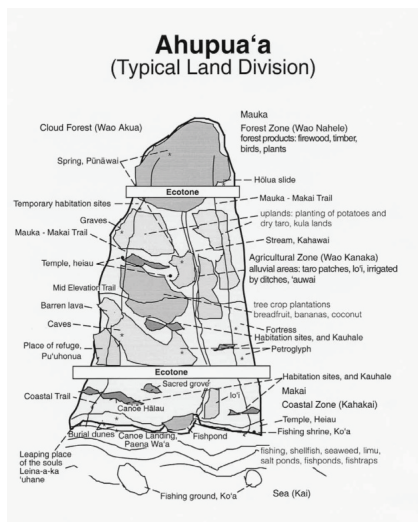 Ahupua‘a
(Typical Land Division)
Mauka
Cloud Forest (Wao Akua)
Forest Zone (Wao Nahele)
forest products: firewood, timber,
birds, plants
Spring, Pūnāwai
Hōlua slide
Ecotone
Temporary habitation sites
Mauka - Makai Trail
Graves
uplands: planting of potatoes and
dry taro, kula lands
Mauka - Makai Trail
Stream, Kahawai
Temple, heiau
Agricultural Zone (Wao Kanaka)
alluvial areas: taro patches, lo‘i, irrigated
by ditches, ‘auwai
Mid Elevation Trail
Barren lava
tree crop plantations
breadfruit, bananas, coconut
Caves
Fortress
Habitation sites, and Kauhale
Place of refuge,
Pu‘uhonua
Petroglyph
Ecotone
Sacred grove
Habitation sites, and Kauhale
Coastal Trail
lo‘i
Makai
Coastal Zone (Kahakai)
Canoe Hālau
Temple, Heiau
Burial dunes
Canoe Landing,
Paena Wa‘a
Fishpond
Fishing shrine, Ko‘a
Leaping place
of the souls
Leina-a-ka
‘uhane
fishing, shellfish, seaweed, limu,
salt ponds, fishponds, fishtraps
Fishing ground, Ko‘a
Sea (Kai)